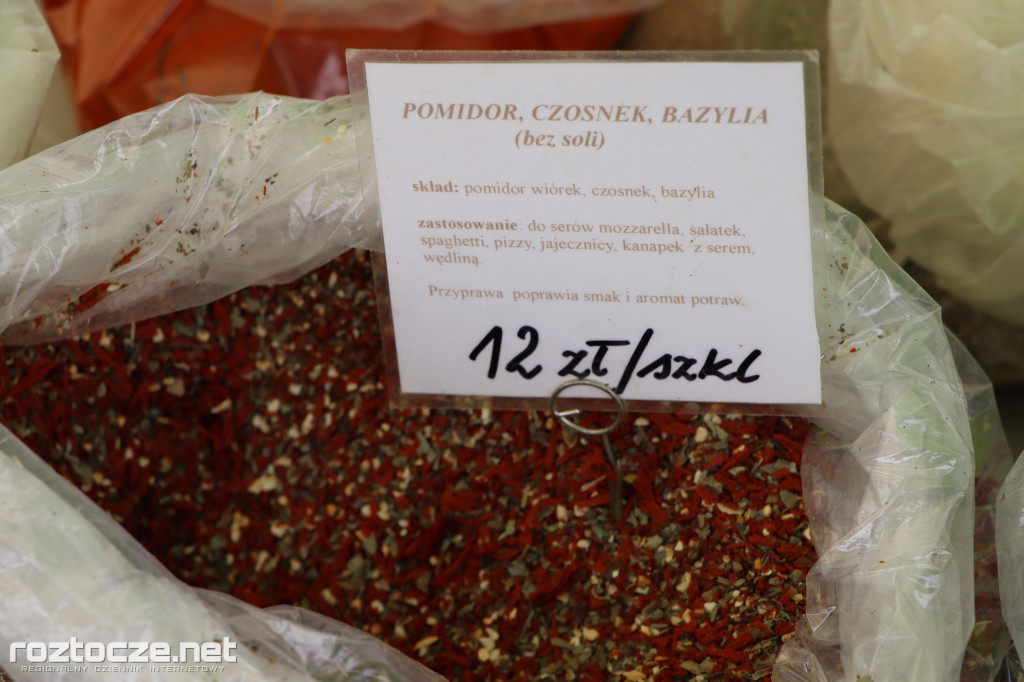 POMIDOR, CZOSNEK, BAZYLIA
(bez soli)
skład: pomidor wiórek, czosnek, bazylia
zastosowanie: do serów mozzarella, sałatek,
spaghetti, pizzy, jajecznicy, kanapek z serem,
wędliną.
Przyprawa poprawia smak i aromat potraw.
12 zł/szkl
roztocze.net
REGIONALNY DZIENNIK INTERNETOWY